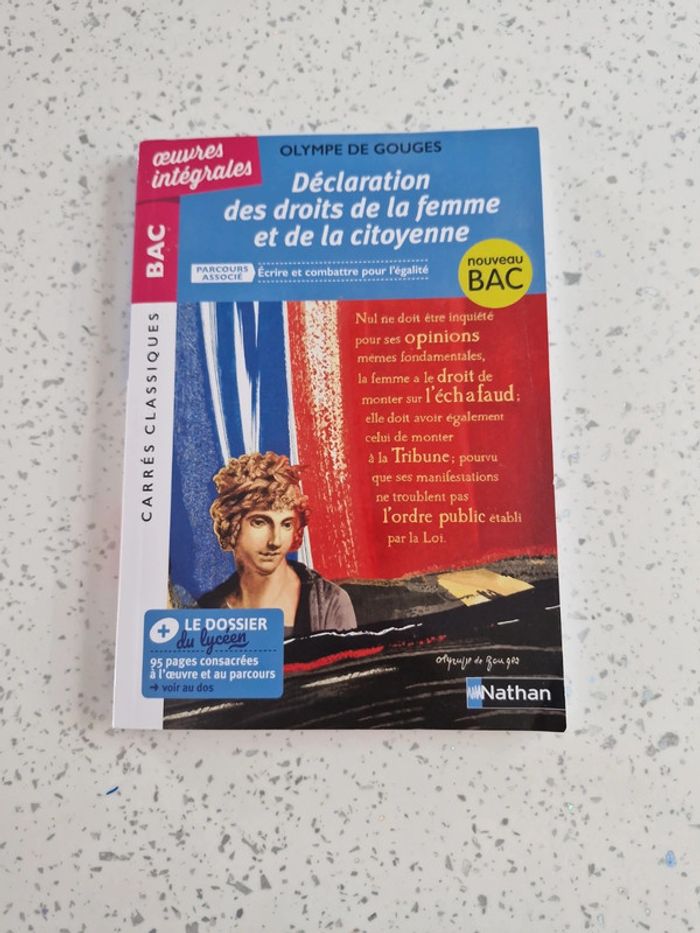 œuvres
intégrales
BAC
CARRÉS CLASSIQUES
OLYMPE DE GOUGES
Déclaration
des droits de la femme
et de la citoyenne
PARCOURS
ASSOCIÉ
Écrire et combattre pour l'égalité
nouveau
BAC
Nul ne doit être inquiété
pour ses opinions
mêmes fondamentales,
la femme a le droit de
monter sur l'échafaud;
elle doit avoir également
celui de monter
à la Tribune; pourvu
que ses manifestations
ne troublent pas
l'ordre public établi
par la Loi.
+ LE DOSSIER
du lycéen
95 pages consacrées
à l'œuvre et au parcours
→ voir au dos
Olympe de Gouges
Nathan